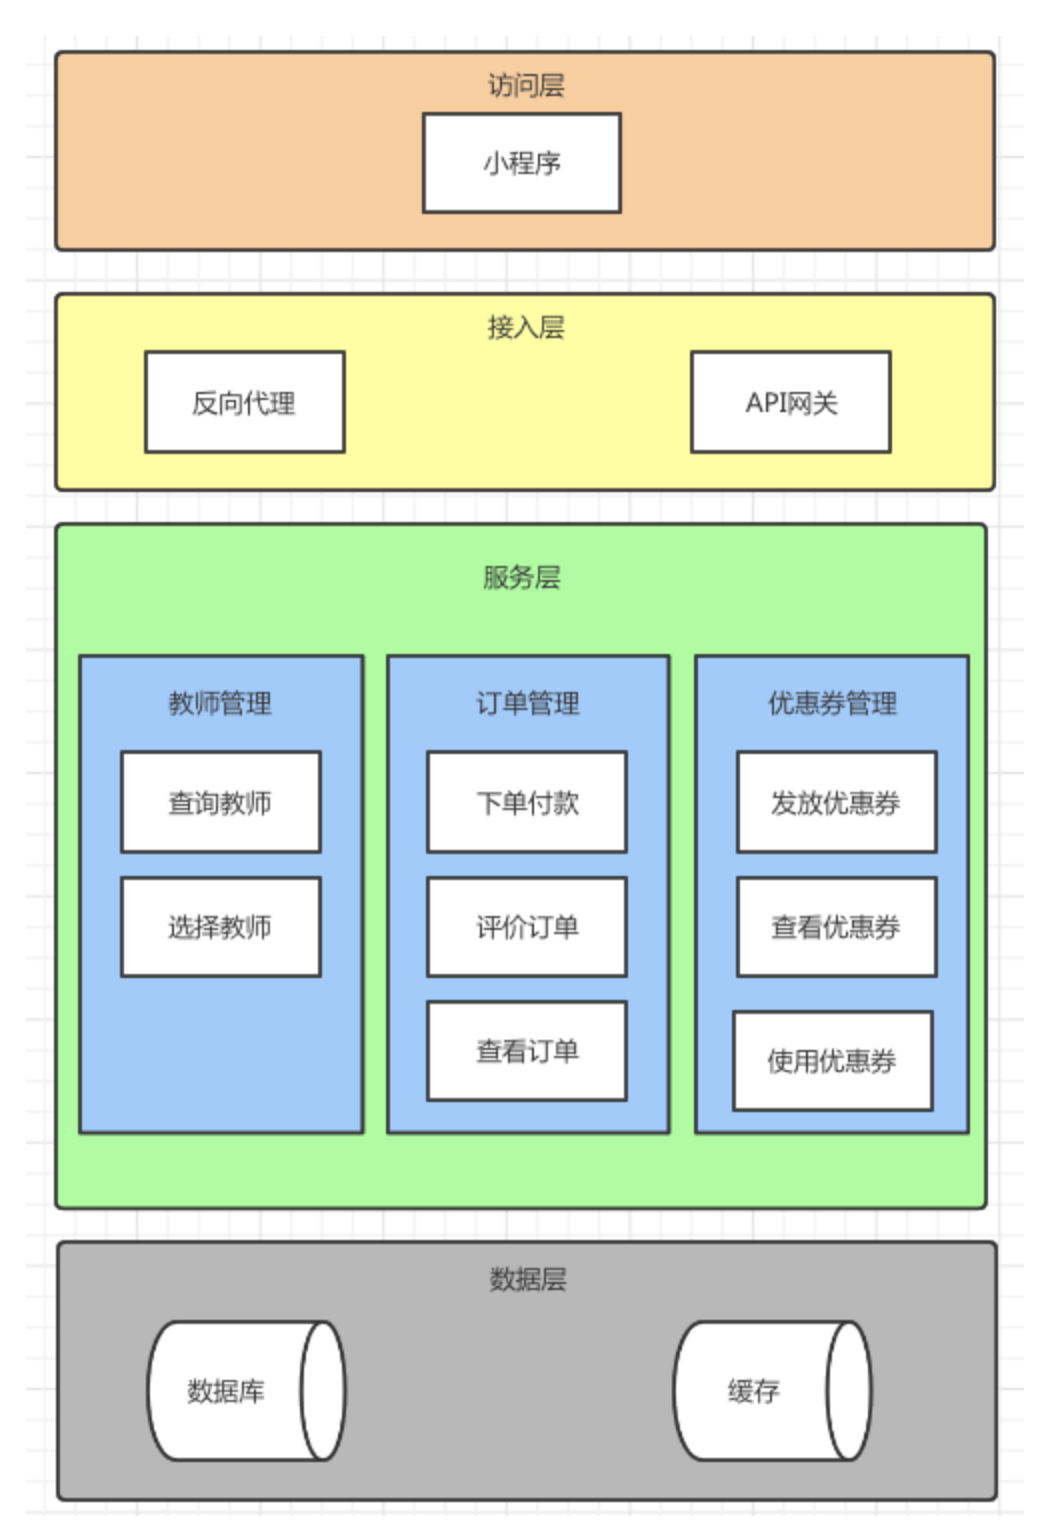 访问层
小程序
接入层
反向代理
API网关
服务层
教师管理
查询教师
选择教师
订单管理
下单付款
评价订单
查看订单
优惠券管理
发放优惠券
查看优惠券
使用优惠券
数据层
数据库
缓存